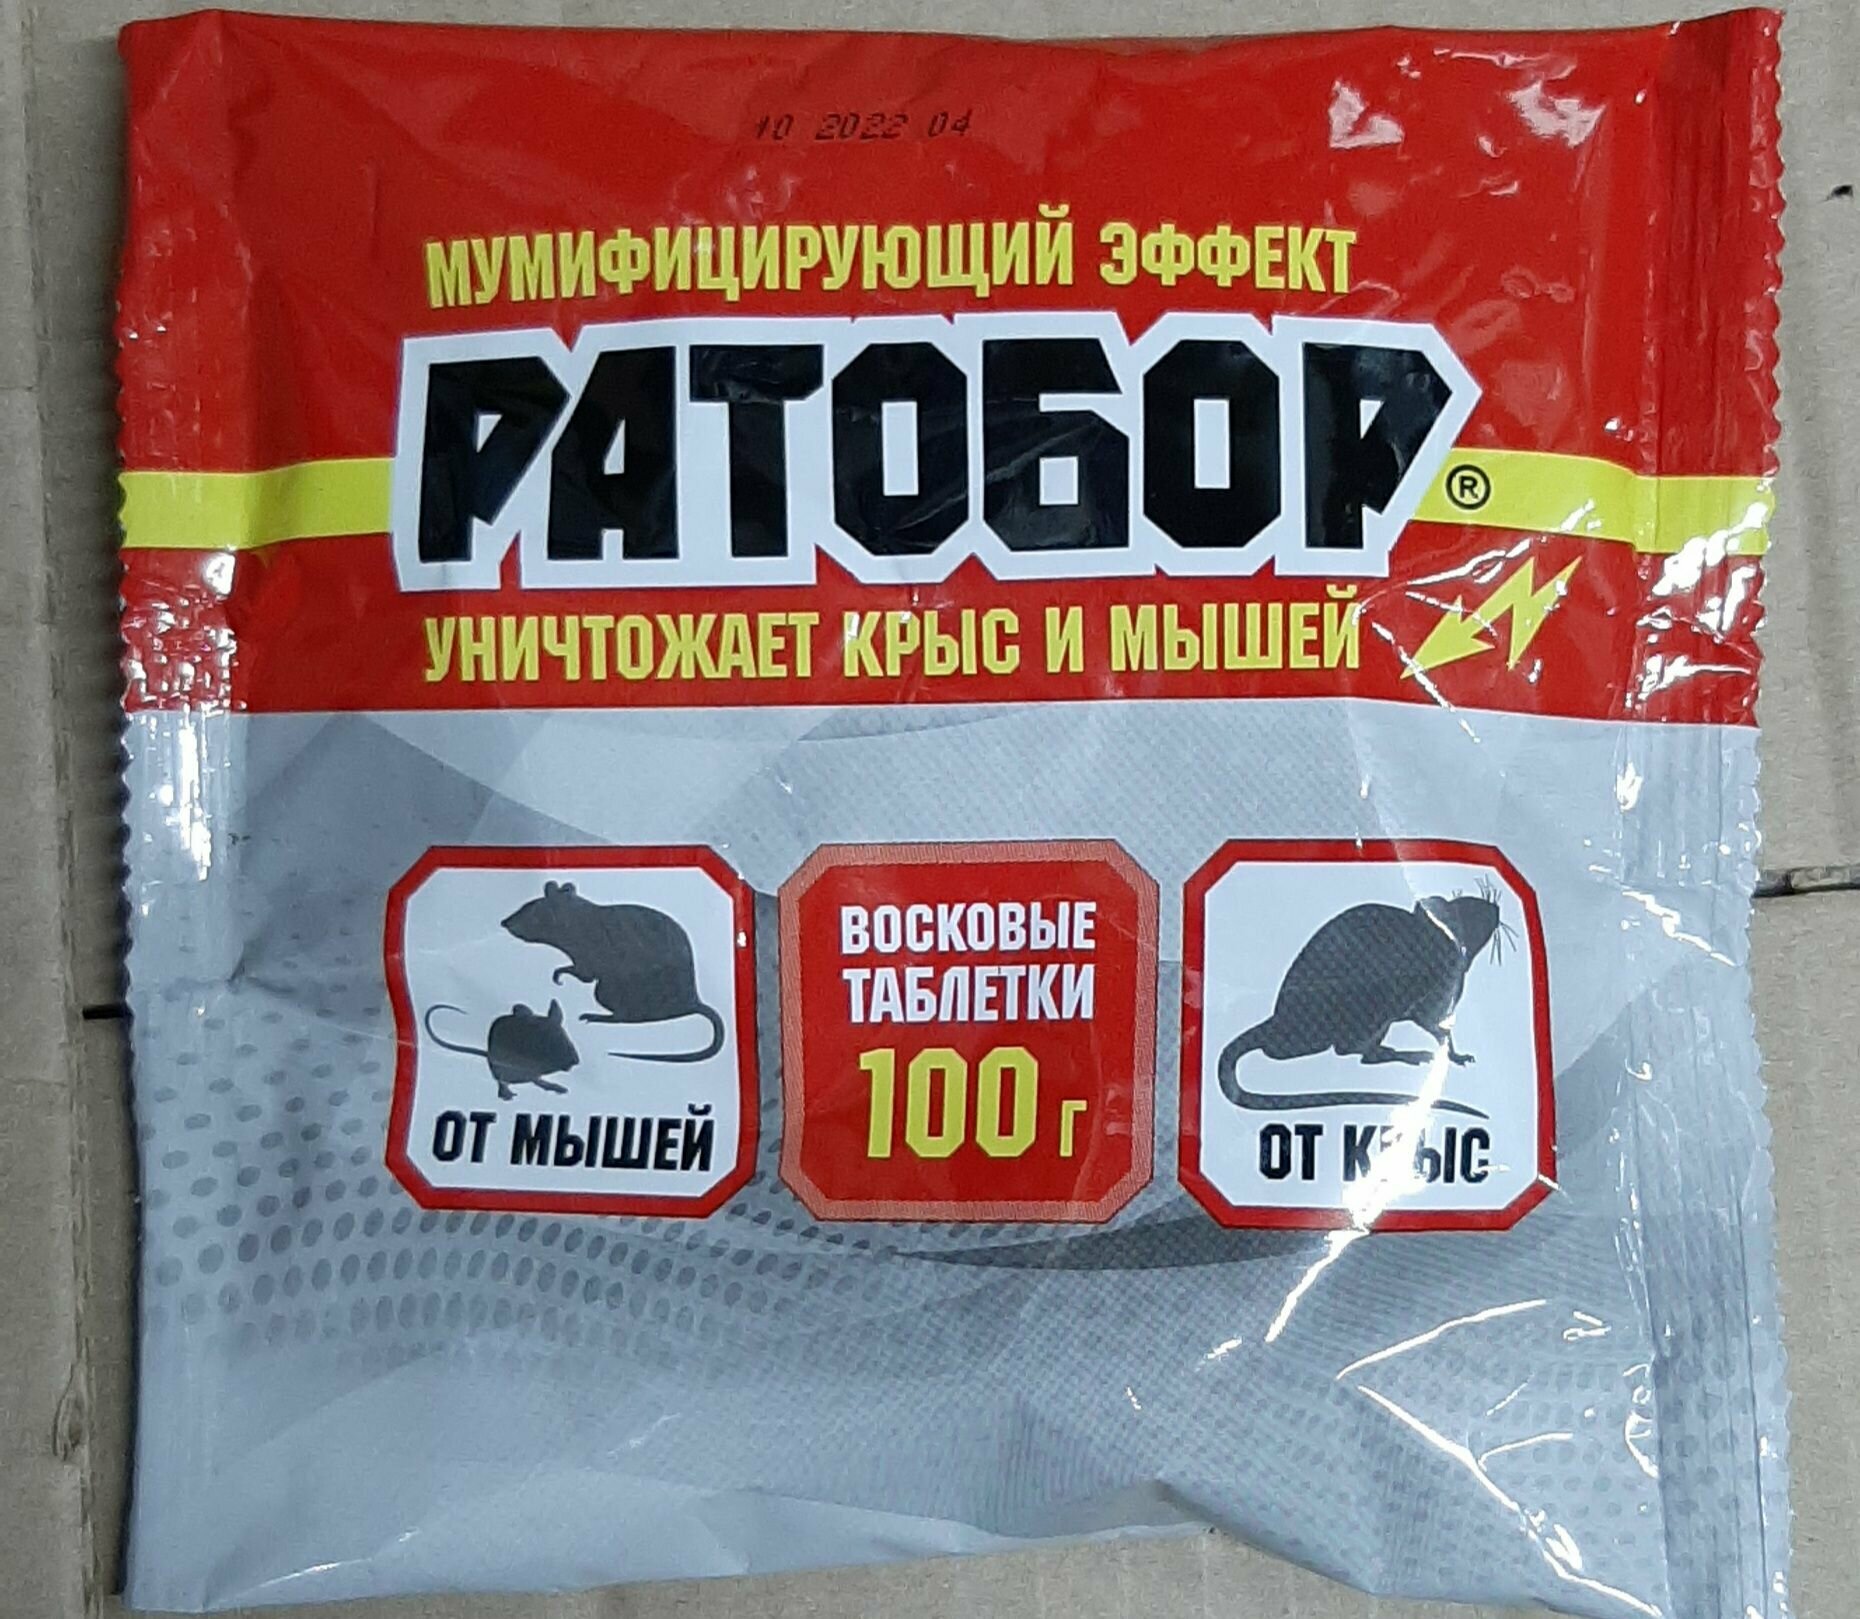 10 2022 04
МУМИФИЦИРУЮЩИЙ ЭФФЕКТ
РАТОБОР®
УНИЧТОЖАЕТ КРЫС И МЫШЕЙ
ОТ МЫШЕЙ
ВОСКОВЫЕ
ТАБЛЕТКИ
100 г
ОТ КРЫС